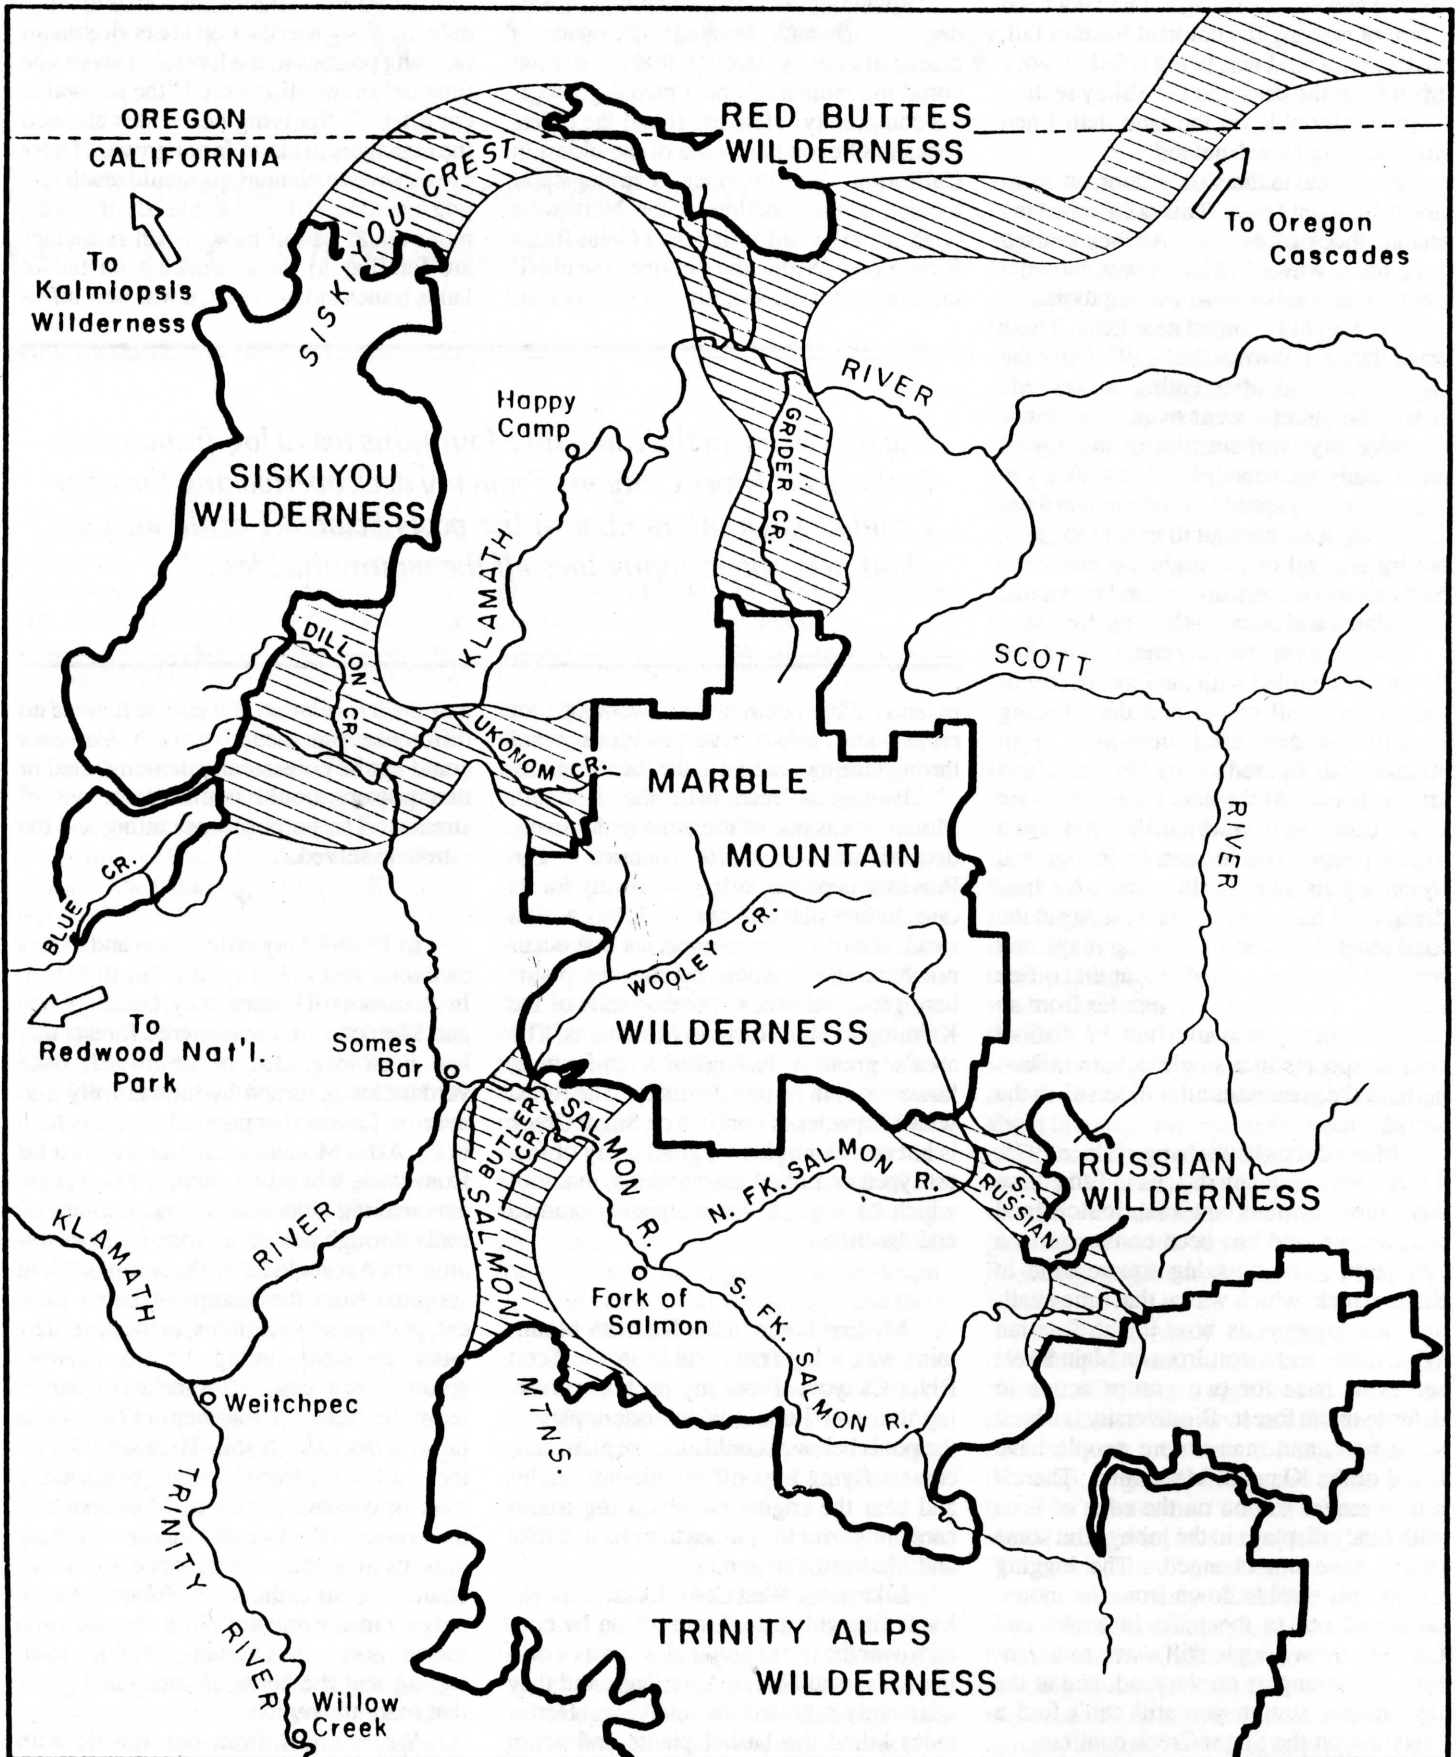 OREGON
CALIFORNIA
RED BUTTES
WILDERNESS
To
Kalmiopsis
Wilderness
SISKIYOU CREST
To Oregon
Cascades
RIVER
Happy
Camp
GRIDER CR.
SISKIYOU
WILDERNESS
KLAMATH
DILLON CR.
SCOTT
UKONOM CR.
MARBLE
MOUNTAIN
WILDERNESS
RIVER
BLUE CR.
WOOLEY CR.
To
Redwood Nat'l.
Park
Somes
Bar
BUTLER CR.
SALMON R.
N. FK. SALMON R.
S. RUSSIAN
RUSSIAN
WILDERNESS
KLAMATH
RIVER
SALMON MTN'S
Fork of
Salmon
S. FK. SALMON R.
Weitchpec
TRINITY RIVER
TRINITY ALPS
WILDERNESS
Willow
Creek